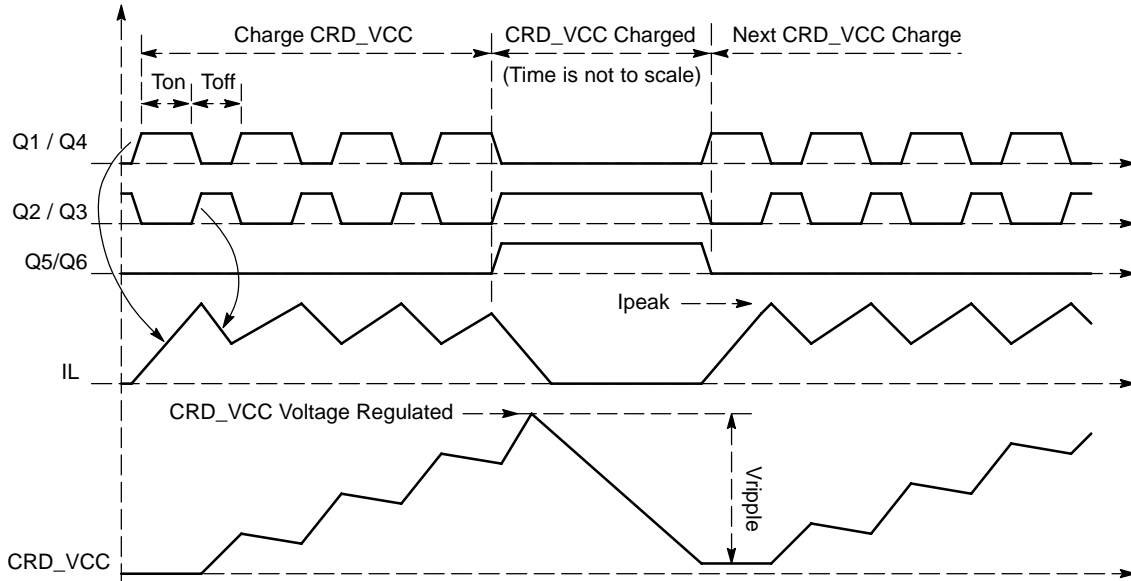 Charge CRD_VCC
CRD_VCC Charged
Next CRD_VCC Charge
(Time is not to scale)
Ton
Toff
Q1 / Q4
Q2 / Q3
Q5/Q6
Ipeak
IL
CRD_VCC Voltage Regulated
Vripple
CRD_VCC